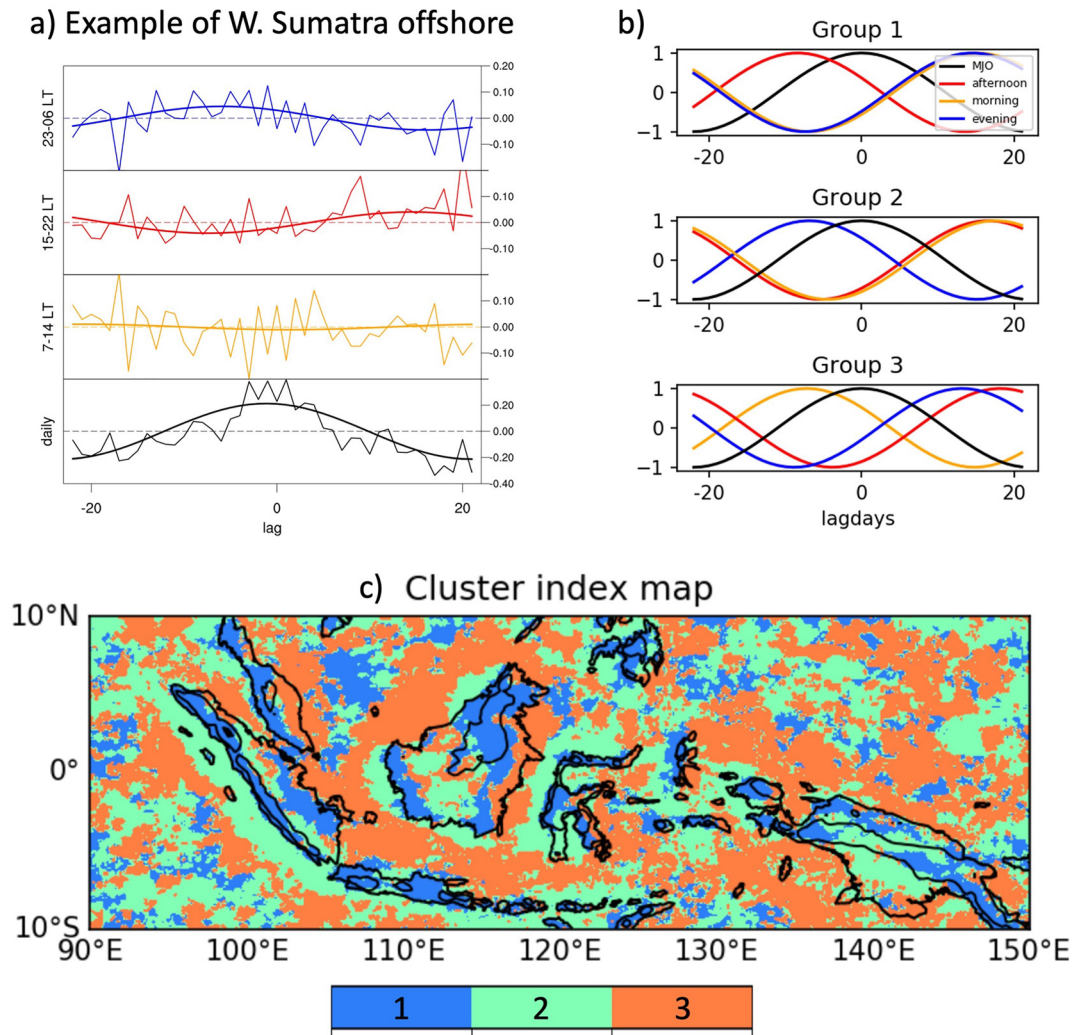 a) Example of W. Sumatra offshore
23-06 LT
0.20
0.10
0.00
-0.10
15-22 LT
0.10
0.00
-0.10
7-14 LT
0.10
0.00
-0.10
daily
0.20
0.00
-0.20
-0.40
-20 0 20
lag
b)
Group 1
1
0
-1
MJO
afternoon
morning
evening
-20 0 20
Group 2
1
0
-1
-20 0 20
Group 3
1
0
-1
-20 0 20
lagdays
c) Cluster index map
10°N
0°
10°S
90°E 100°E 110°E 120°E 130°E 140°E 150°E
1 2 3